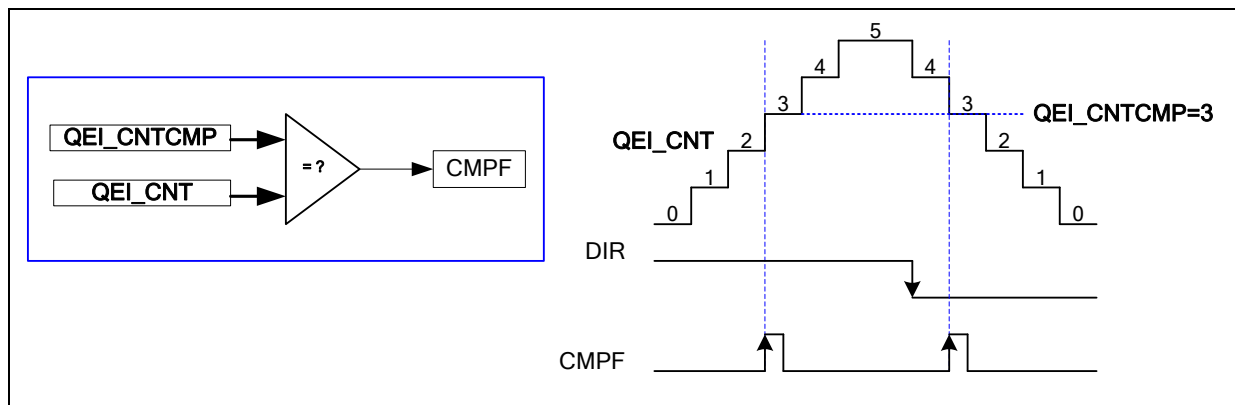 QEI_CNTCMP
QEI_CNT
= ?
CMPF
5
4 4
3 3
QEI_CNTCMP=3
QEI_CNT
2 2
1 1
0 0
DIR
CMPF